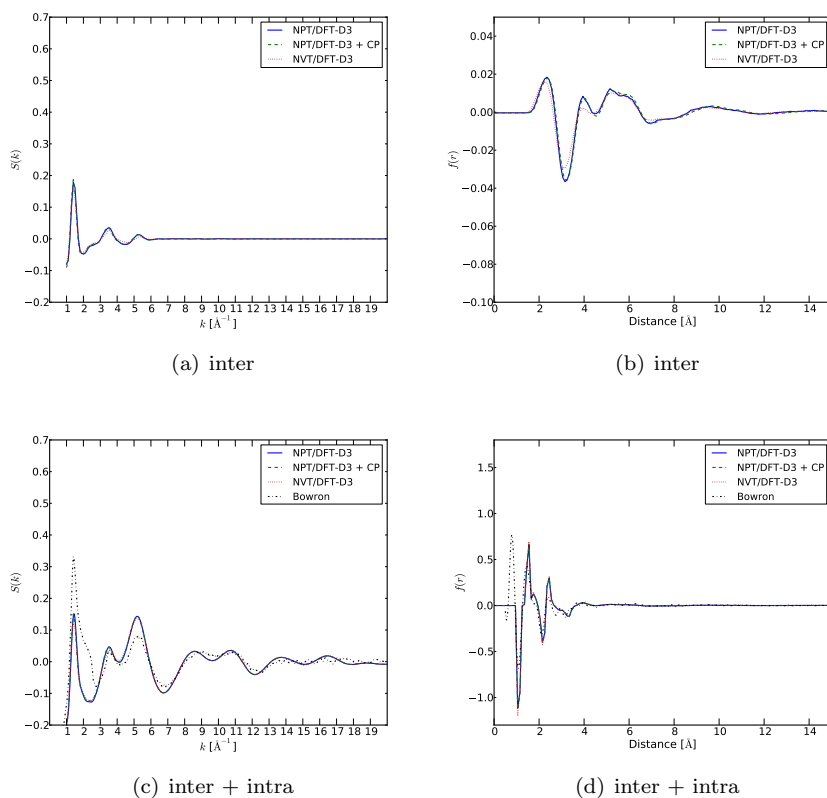 0.7
0.6
0.5
0.4
0.3
0.2
0.1
0.0
−0.1
−0.2
S(k)
1 2 3 4 5 6 7 8 9 10 11 12 13 14 15 16 17 18 19
k [Å⁻¹]
NPT/DFT-D3
NPT/DFT-D3 + CP
NVT/DFT-D3
(a) inter
0.04
0.02
0.00
−0.02
−0.04
−0.06
−0.08
−0.10
f(r)
0 2 4 6 8 10 12 14
Distance [Å]
NPT/DFT-D3
NPT/DFT-D3 + CP
NVT/DFT-D3
(b) inter
0.7
0.6
0.5
0.4
0.3
0.2
0.1
0.0
−0.1
−0.2
S(k)
1 2 3 4 5 6 7 8 9 10 11 12 13 14 15 16 17 18 19
k [Å⁻¹]
NPT/DFT-D3
NPT/DFT-D3 + CP
NVT/DFT-D3
Bowron
(c) inter + intra
1.5
1.0
0.5
0.0
−0.5
−1.0
f(r)
0 2 4 6 8 10 12 14
Distance [Å]
NPT/DFT-D3
NPT/DFT-D3 + CP
NVT/DFT-D3
Bowron
(d) inter + intra